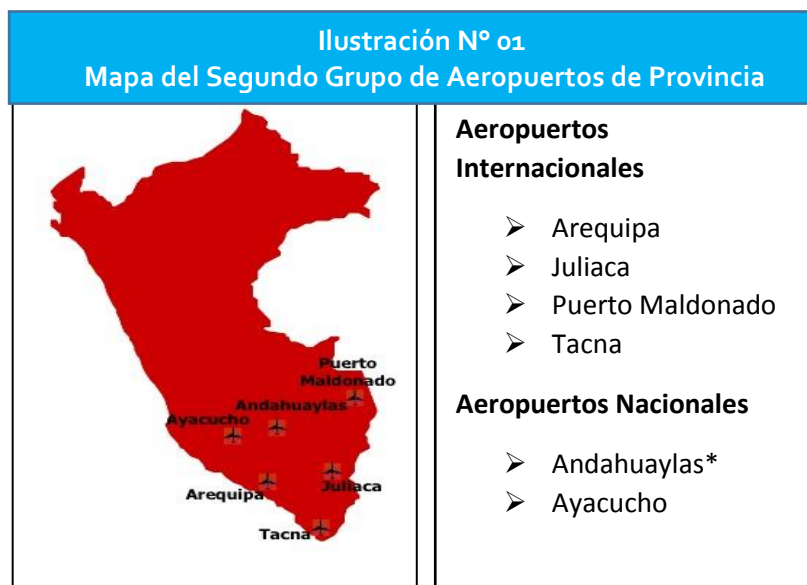 Ilustración N° 01
Mapa del Segundo Grupo de Aeropuertos de Provincia
Puerto
Maldonado
Andahuaylas
Ayacucho
Arequipa
Juliaca
Tacna
Aeropuertos
Internacionales
➢ Arequipa
➢ Juliaca
➢ Puerto Maldonado
➢ Tacna
Aeropuertos Nacionales
➢ Andahuaylas*
➢ Ayacucho